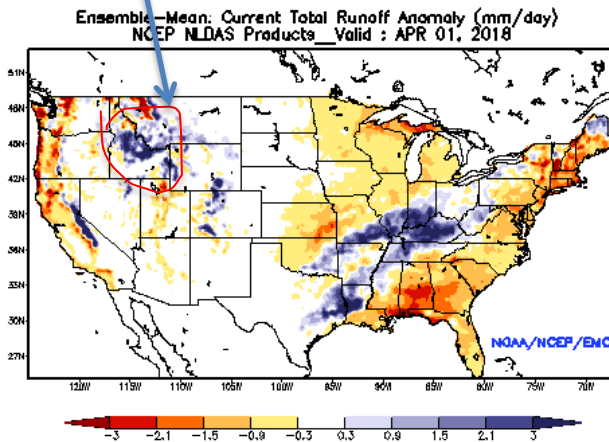 Ensemble-Mean: Current Total Runoff Anomaly (mm/day)
NCEP NLDAS Products__Valid : APR 01, 2018
51N
48N
45N
42N
39N
36N
33N
30N
27N
NOAA/NCEP/EMC
120W 115W 110W 105W 100W 95W 90W 85W 80W 75W 70W
-3 -2.1 -1.5 -0.9 -0.3 0.3 0.9 1.5 2.1 3